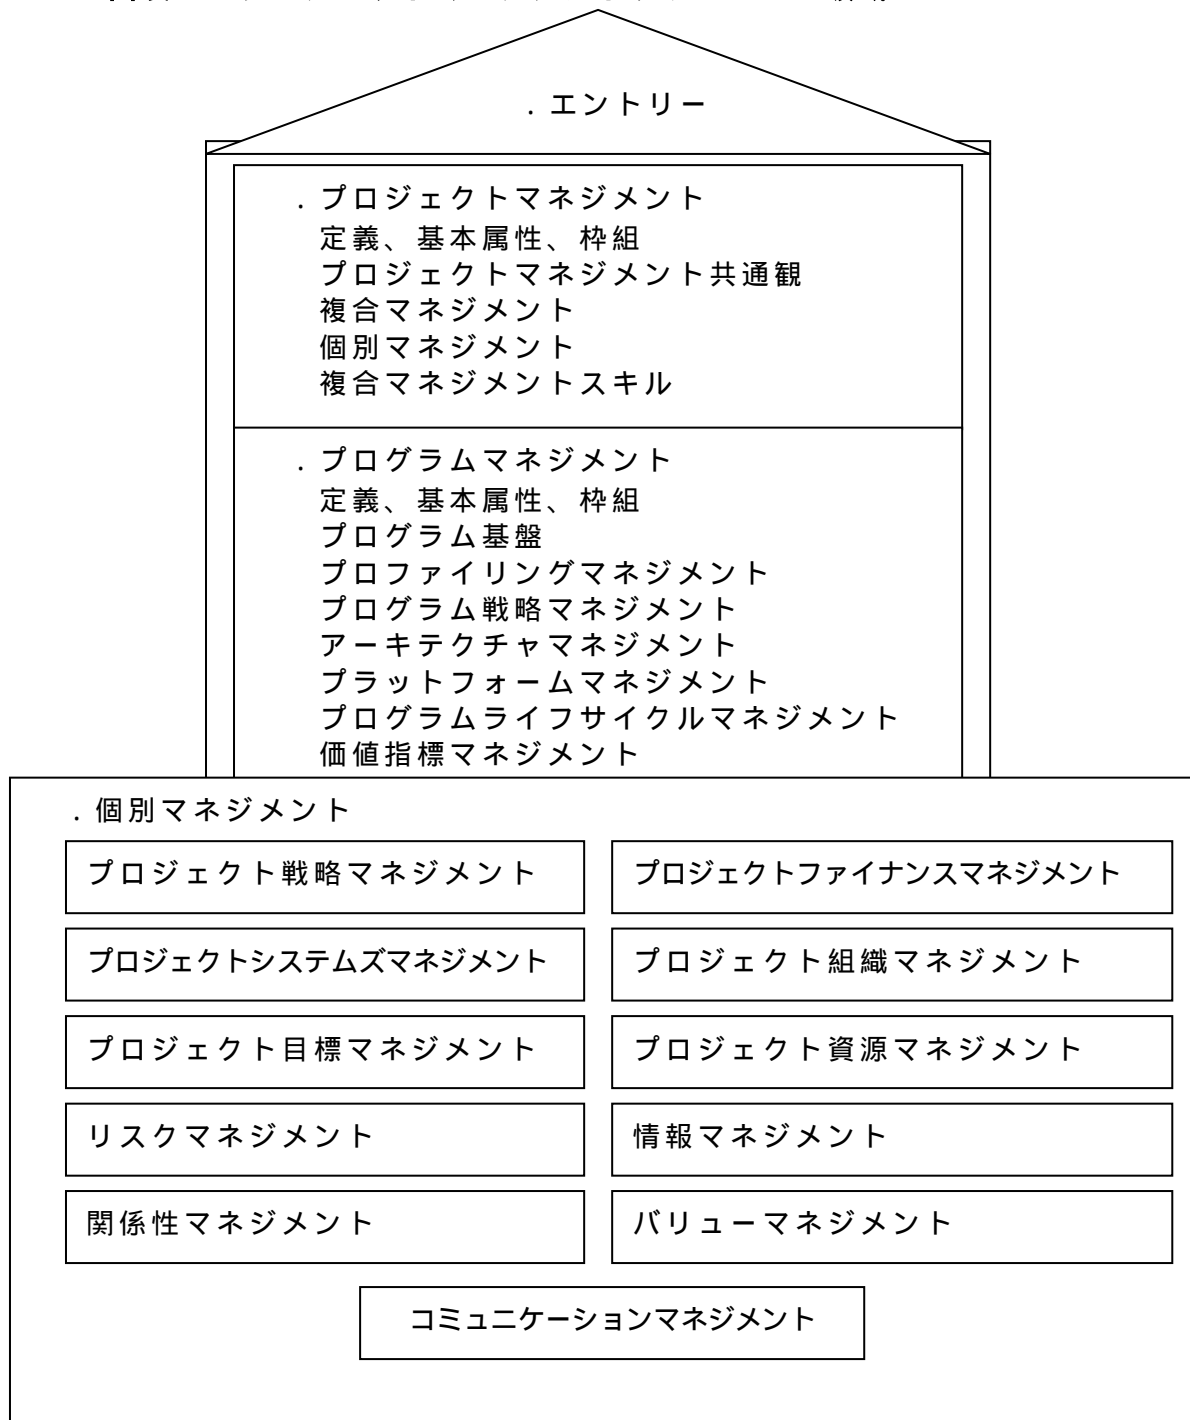 ．エントリー
．プロジェクトマネジメント
定義、基本属性、枠組
プロジェクトマネジメント共通観
複合マネジメント
個別マネジメント
複合マネジメントスキル
．プログラムマネジメント
定義、基本属性、枠組
プログラム基盤
プロファイリングマネジメント
プログラム戦略マネジメント
アーキテクチャマネジメント
プラットフォームマネジメント
プログラムライフサイクルマネジメント
価値指標マネジメント
．個別マネジメント
プロジェクト戦略マネジメント
プロジェクトファイナンスマネジメント
プロジェクトシステムズマネジメント
プロジェクト組織マネジメント
プロジェクト目標マネジメント
プロジェクト資源マネジメント
リスクマネジメント
情報マネジメント
関係性マネジメント
バリューマネジメント
コミュニケーションマネジメント